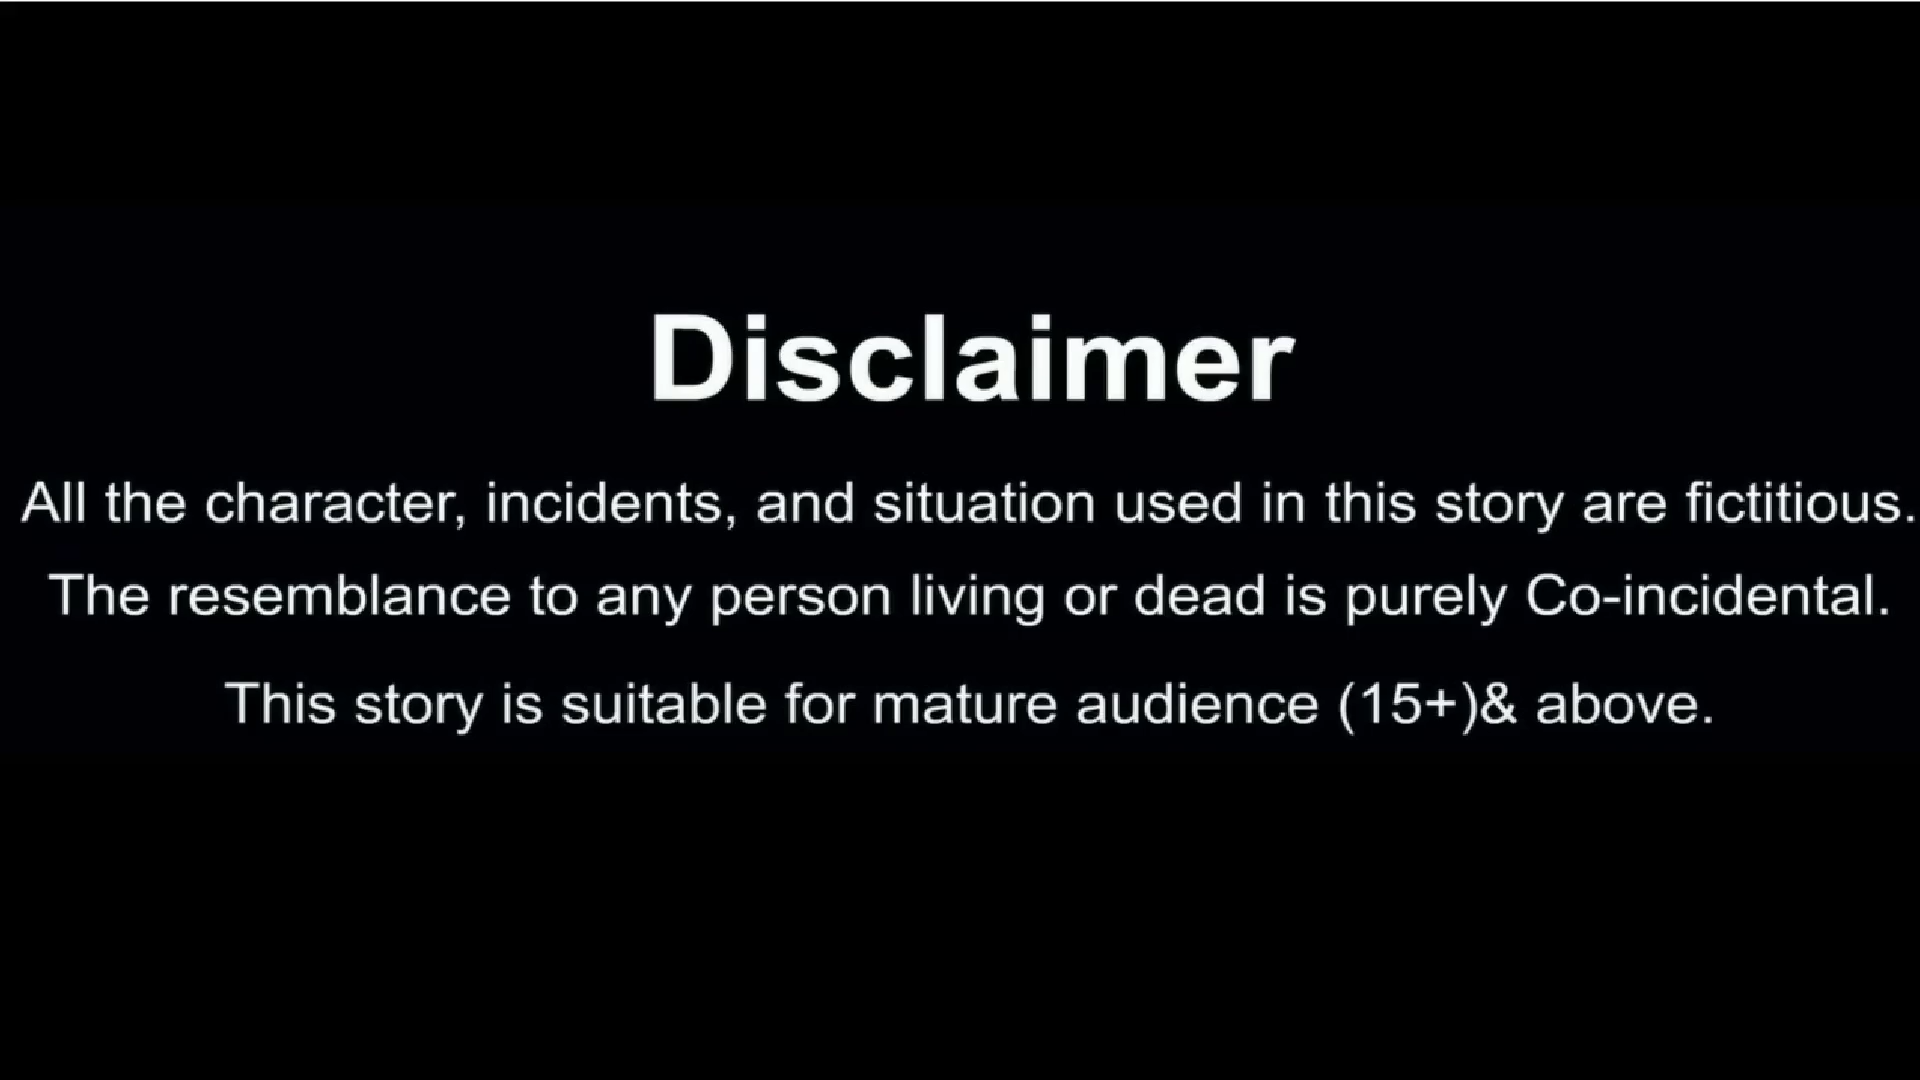 Disclaimer
All the character, incidents, and situation used in this story are fictitious.
The resemblance to any person living or dead is purely Co-incidental.
This story is suitable for mature audience (15+)& above.